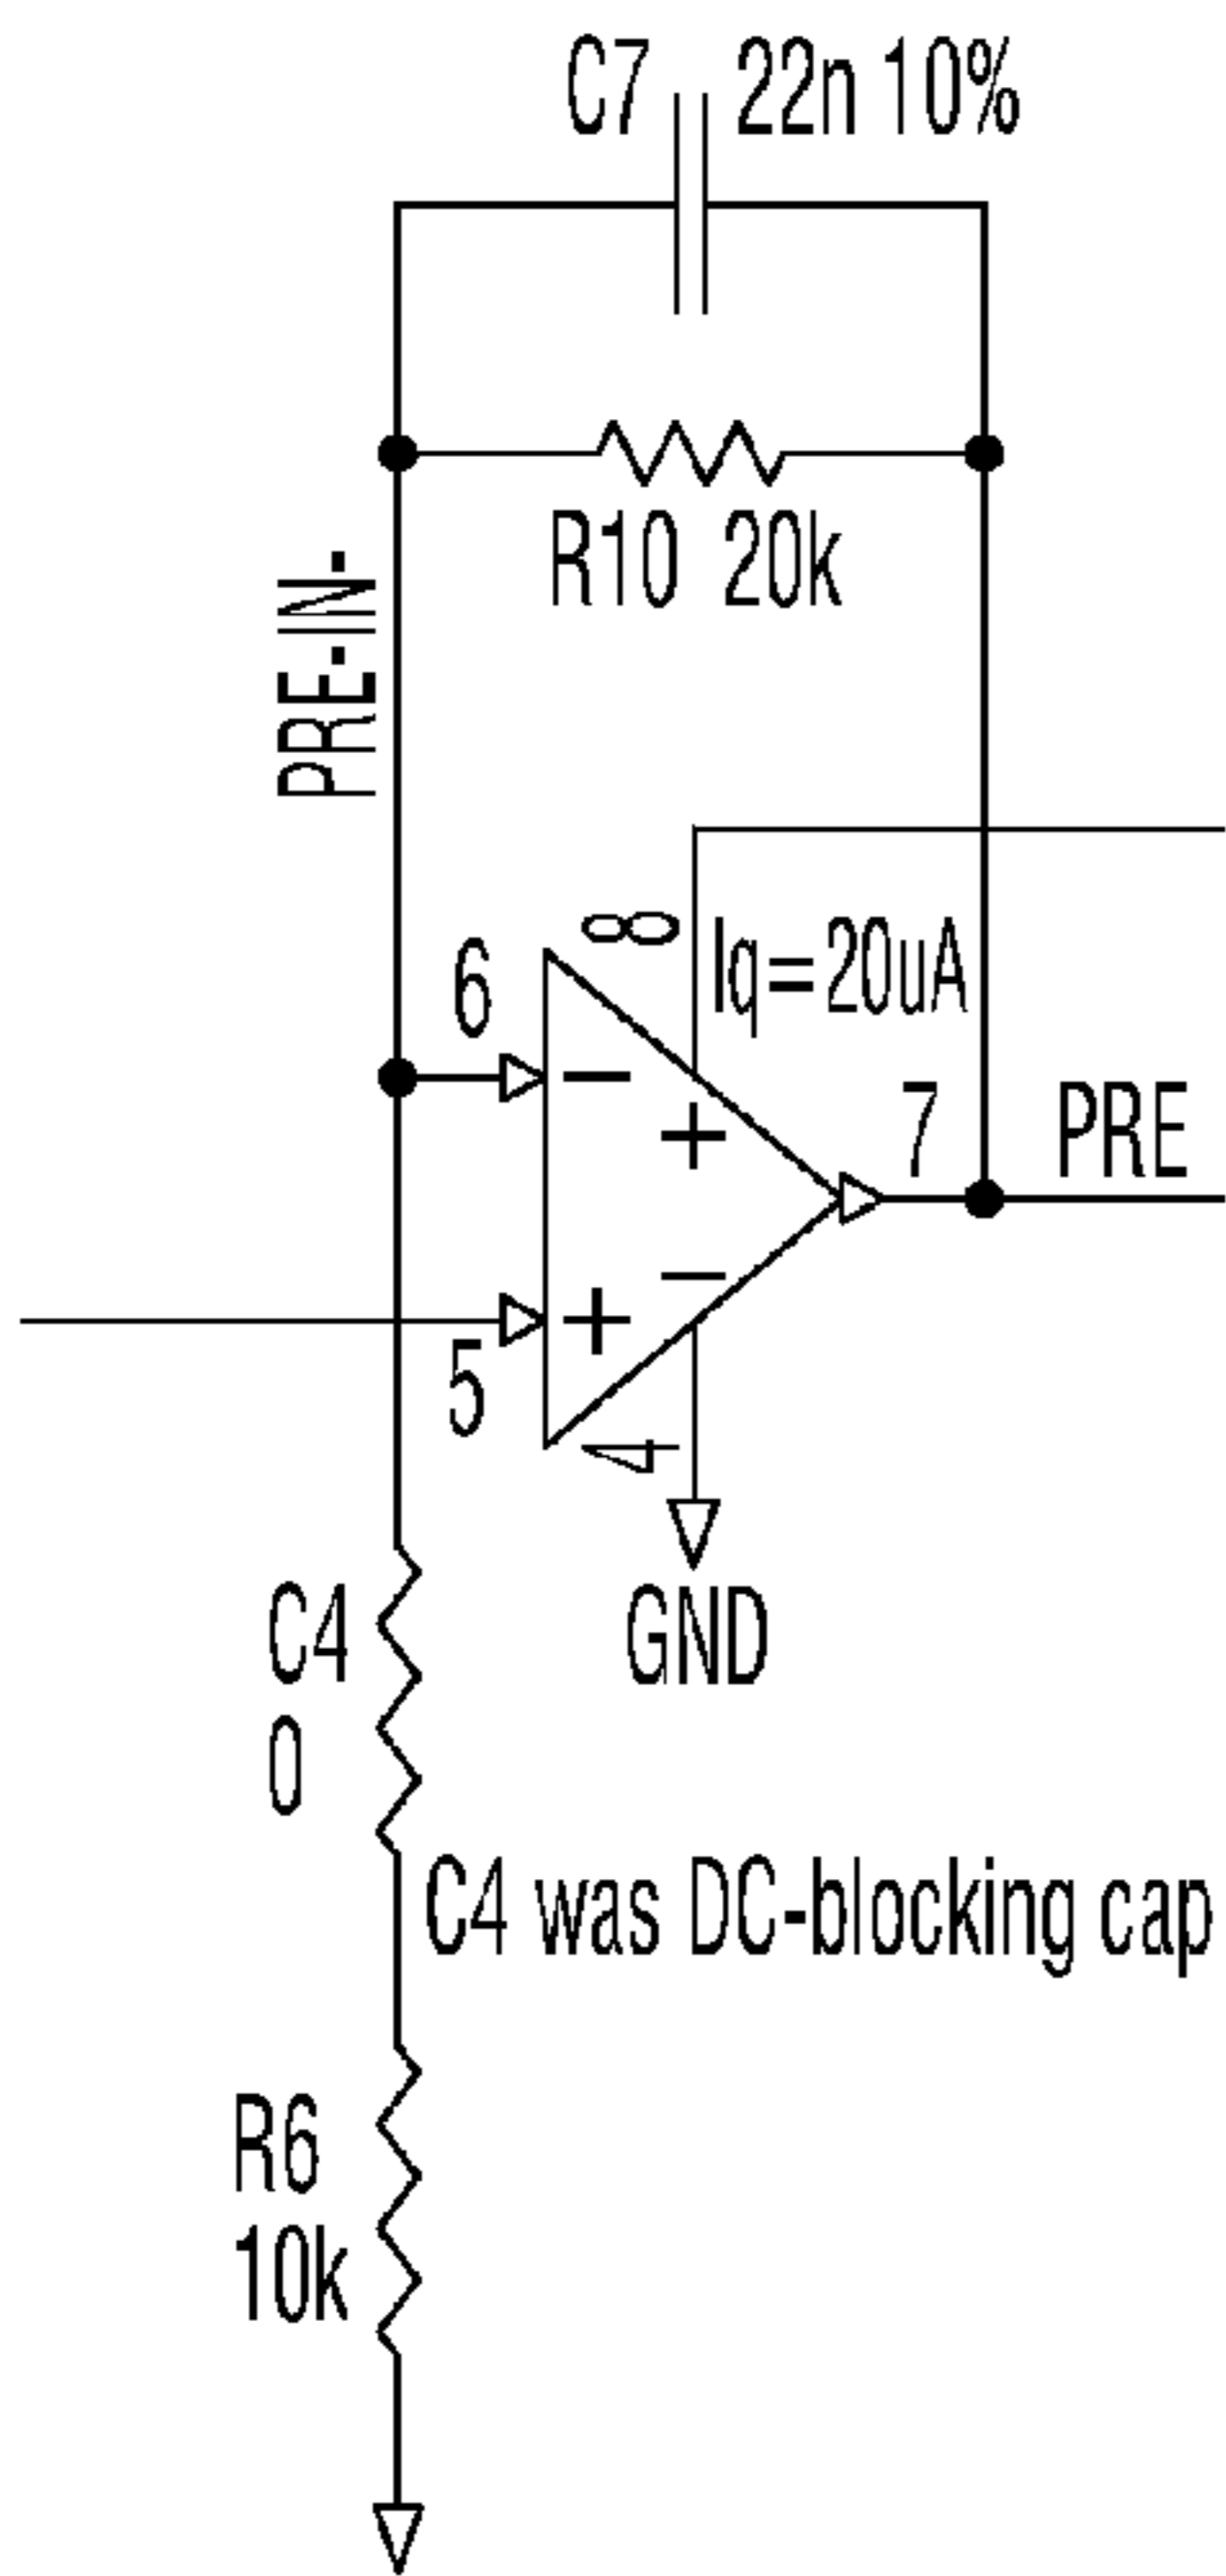 C7 22n 10%
R10 20k
PRE-IN-
8 Iq=20uA
6
-
+
7 PRE
-
+
5
4
GND
C4
0
C4 was DC-blocking cap
R6
10k